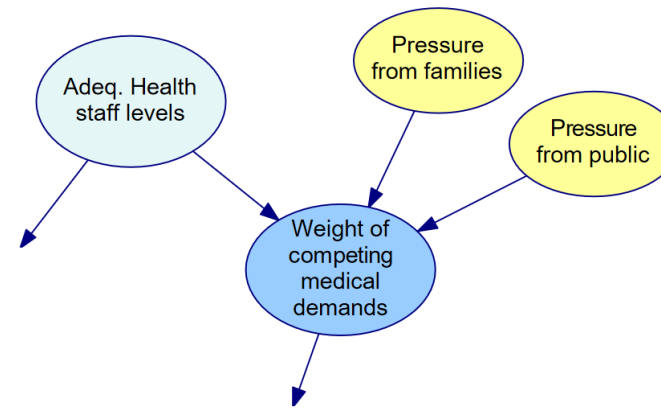 Adeq. Health
staff levels
Pressure
from families
Pressure
from public
Weight of
competing
medical
demands